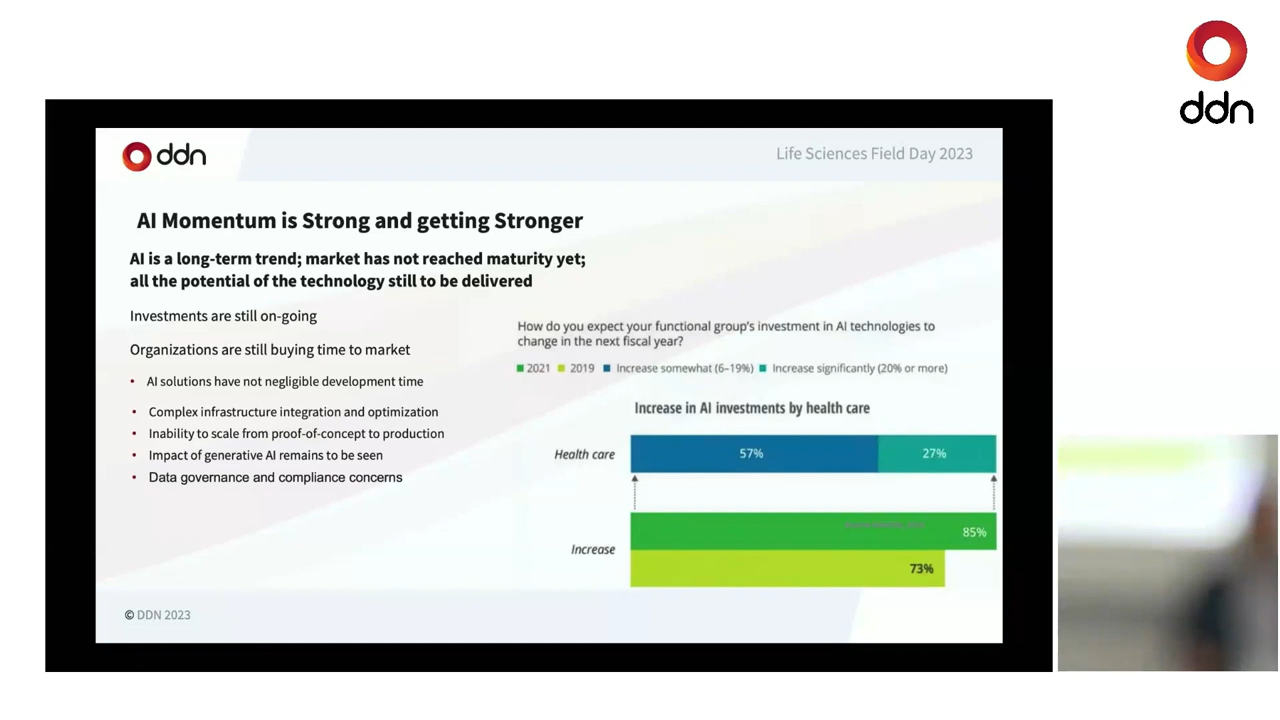 ddn
ddn
Life Sciences Field Day 2023
AI Momentum is Strong and getting Stronger
AI is a long-term trend; market has not reached maturity yet;
all the potential of the technology still to be delivered
Investments are still on-going
Organizations are still buying time to market
• AI solutions have not negligible development time
• Complex infrastructure integration and optimization
• Inability to scale from proof-of-concept to production
• Impact of generative AI remains to be seen
• Data governance and compliance concerns
How do you expect your functional group's investment in AI technologies to
change in the next fiscal year?
2021 2019 Increase somewhat (6–19%) Increase significantly (20% or more)
Increase in AI investments by health care
Health care 57% 27%
85%
Increase
73%
© DDN 2023